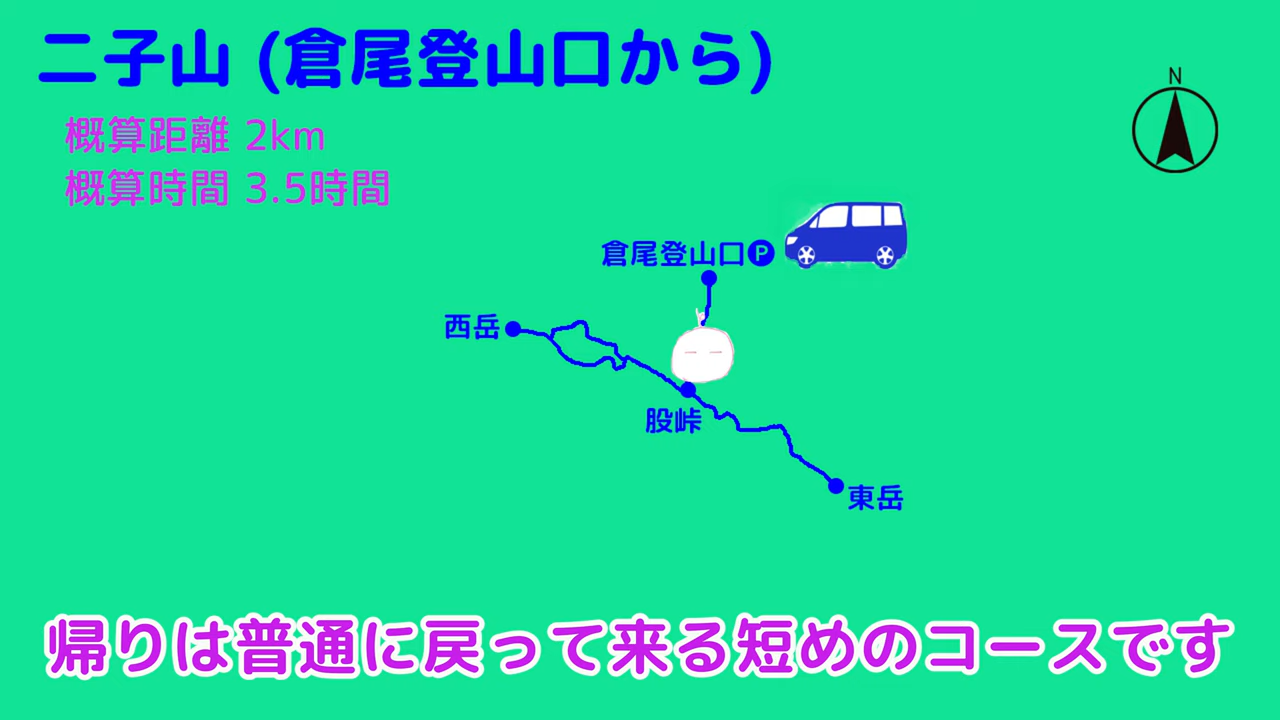 二子山 (倉尾登山口から)
概算距離 2km
概算時間 3.5時間
N
倉尾登山口P
西岳
股峠
東岳
帰りは普通に戻って来る短めのコースです